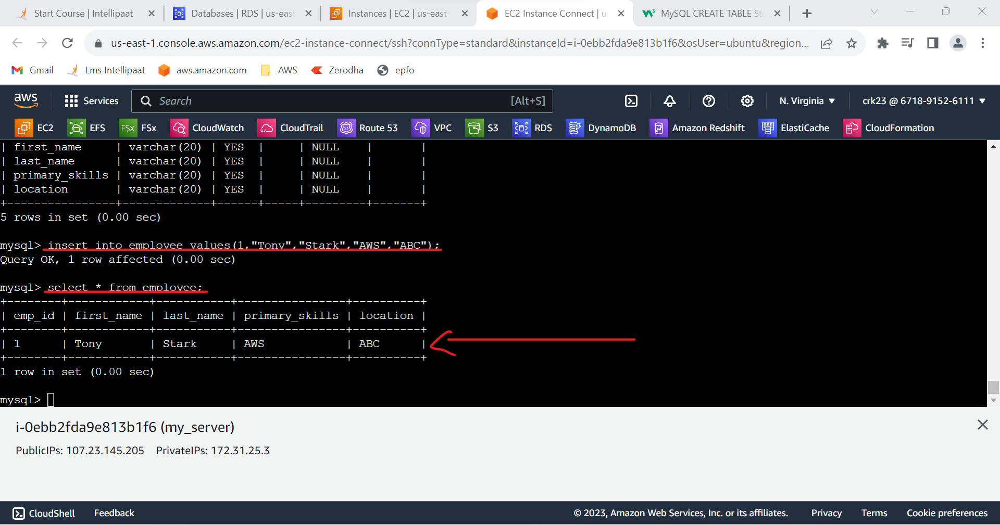 Start Course | Intellipaat
Databases | RDS | us-east
Instances | EC2 | us-east-
EC2 Instance Connect | u
MySQL CREATE TABLE Sta
us-east-1.console.aws.amazon.com/ec2-instance-connect/ssh?connType=standard&instanceId=i-0ebb2fda9e813b1f6&osUser=ubuntu&region...
Gmail Lms Intellipaat aws.amazon.com AWS Zerodha epfo
aws Services Search [Alt+S] N. Virginia ▼ crk23 @ 6718-9152-6111 ▼
EC2 EFS FSx FSx CloudWatch CloudTrail 53 Route 53 VPC S3 RDS DynamoDB Amazon Redshift ElastiCache CloudFormation
| first_name     | varchar(20) | YES  |     | NULL    |       |
| last_name      | varchar(20) | YES  |     | NULL    |       |
| primary_skills | varchar(20) | YES  |     | NULL    |       |
| location       | varchar(20) | YES  |     | NULL    |       |
+----------------+-------------+------+-----+---------+-------+
5 rows in set (0.00 sec)
mysql> insert into employee values(1,"Tony","Stark","AWS","ABC");
Query OK, 1 row affected (0.00 sec)
mysql> select * from employee;
+--------+------------+-----------+----------------+----------+
| emp_id | first_name | last_name | primary_skills | location |
+--------+------------+-----------+----------------+----------+
| 1      | Tony       | Stark     | AWS            | ABC      |
+--------+------------+-----------+----------------+----------+
1 row in set (0.00 sec)
mysql>
i-0ebb2fda9e813b1f6 (my_server)
PublicIPs: 107.23.145.205 PrivateIPs: 172.31.25.3
CloudShell Feedback © 2023, Amazon Web Services, Inc. or its affiliates. Privacy Terms Cookie preferences